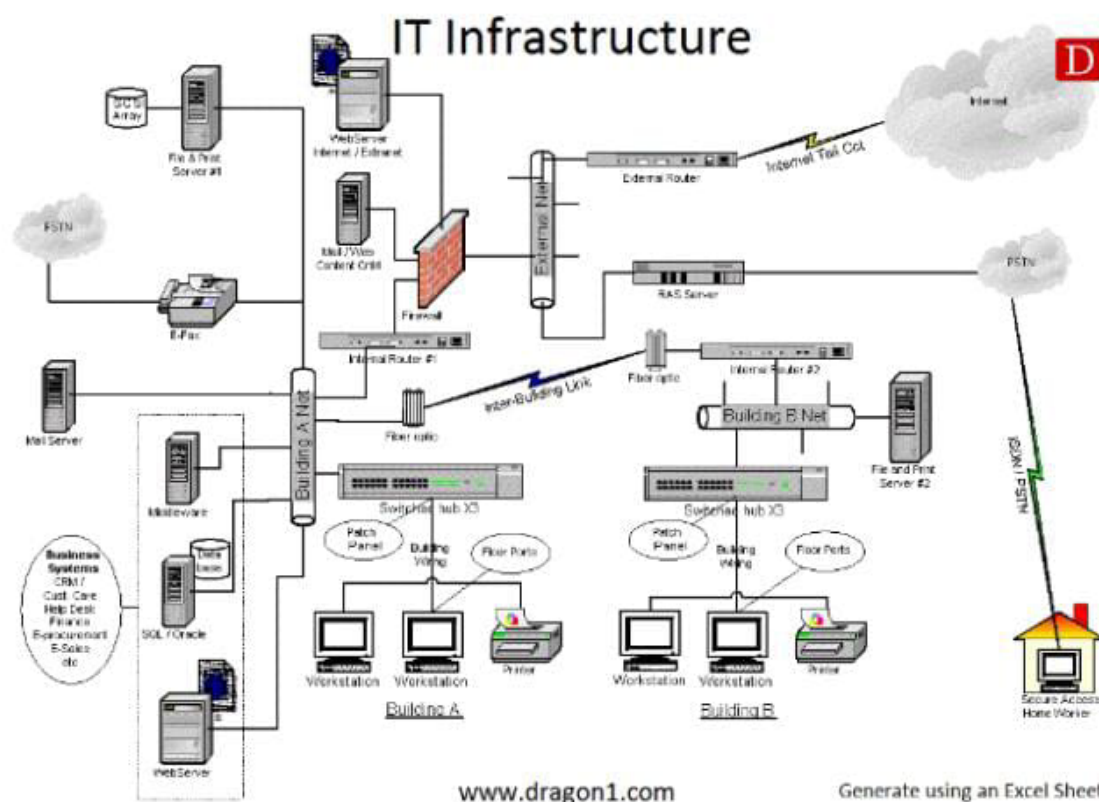 IT Infrastructure
D
Internet
SCSI
Array
File & Print
Server #1
WebServer
Internet / Extranet
External Router
Internet Tail Cct
External Net
PSTN
Mail / Web
Content
Firewall
RAS Server
PSTN
E-Fax
Internal Router #1
Fiber optic
Internal Router #2
Inter-Building Link
Mail Server
Building A Net
Fiber optic
Building B Net
File and Print
Server #2
ISDN / PSTN
Middleware
Switched hub X3
Switched hub X3
Patch
Panel
Building
Wiring
Floor Ports
Patch
Panel
Building
Wiring
Floor Ports
Business
Systems
CRM /
Cust. Care
Help Desk
Finance
E-procurement
E-Sales
etc
Data
base
SQL / Oracle
Workstation
Workstation
Printer
Workstation
Workstation
Printer
Building A
Building B
Secure Access
Home Worker
WebServer
www.dragon1.com
Generate using an Excel Sheet